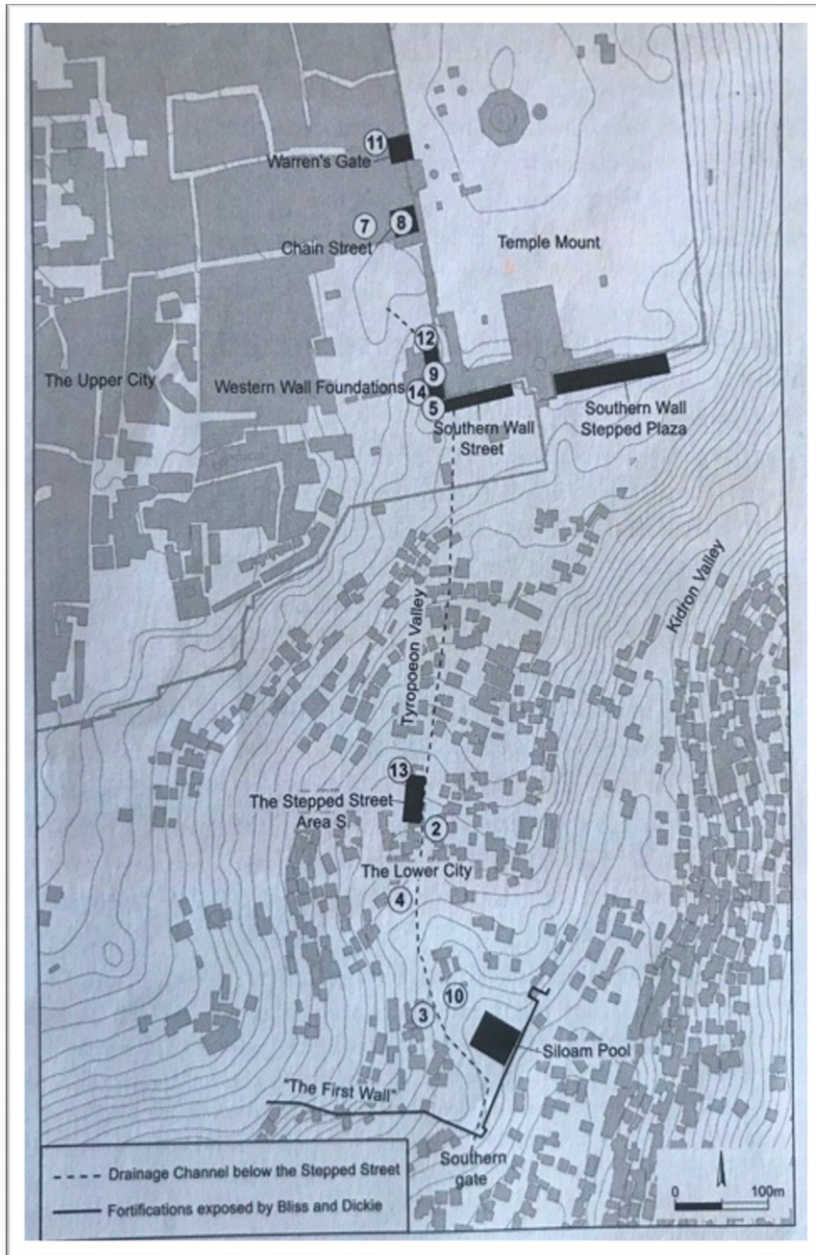 11
Warren's Gate
7
8
Chain Street
Temple Mount
12
The Upper City
Western Wall Foundations
9
14
5
Southern Wall
Street
Southern Wall
Stepped Plaza
Kidron Valley
Tyropoeon Valley
13
The Stepped Street
Area S
2
The Lower City
4
10
3
Siloam Pool
"The First Wall"
Southern
gate
Drainage Channel below the Stepped Street
Fortifications exposed by Bliss and Dickie
0 100m